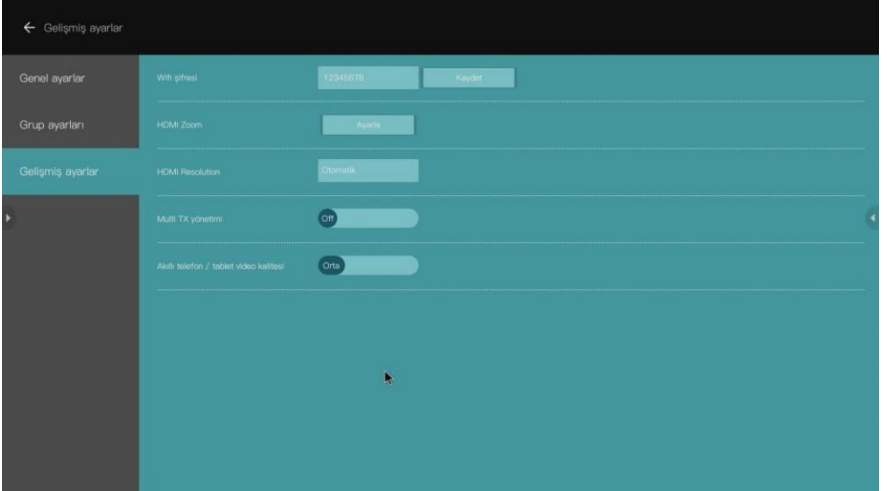 Gelişmiş ayarlar
Genel ayarlar
Grup ayarları
Gelişmiş ayarlar
Wifi şifresi
12345678
Kaydet
HDMI Zoom
Ayarla
HDMI Resolution
Otomatik
Multi TX yönetimi
Off
Akıllı telefon / tablet video kalitesi
Orta